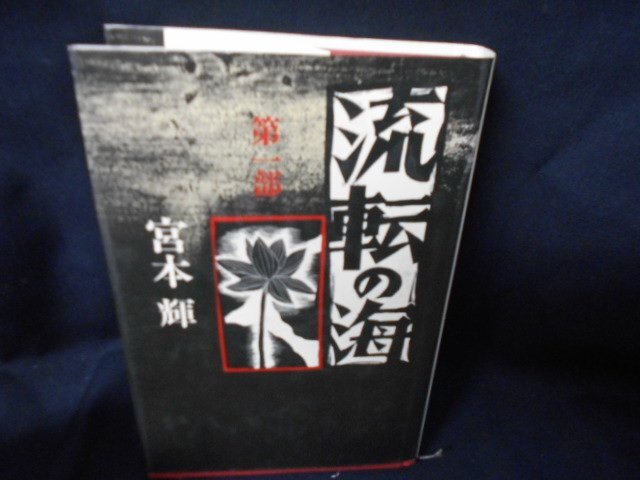 流転の海
第一部
宮本輝